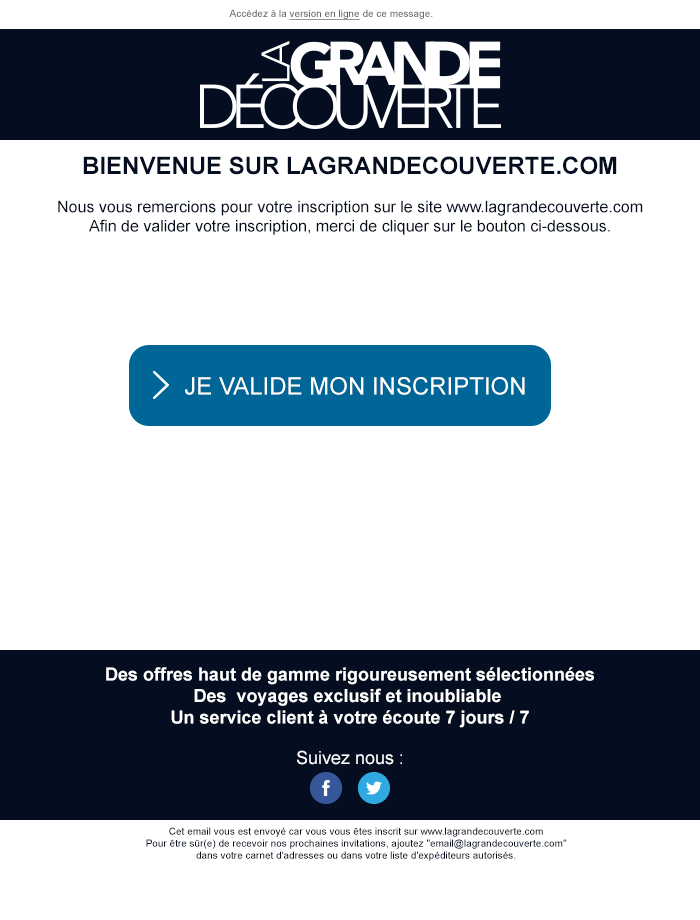 Accédez à la version en ligne de ce message.
LA GRANDE
DÉCOUVERTE
BIENVENUE SUR LAGRANDECOUVERTE.COM
Nous vous remercions pour votre inscription sur le site www.lagrandecouverte.com
Afin de valider votre inscription, merci de cliquer sur le bouton ci-dessous.
JE VALIDE MON INSCRIPTION
Des offres haut de gamme rigoureusement sélectionnées
Des  voyages exclusif et inoubliable
Un service client à votre écoute 7 jours / 7
Suivez nous :
Cet email vous est envoyé car vous vous êtes inscrit sur www.lagrandecouverte.com
Pour être sûr(e) de recevoir nos prochaines invitations, ajoutez "email@lagrandecouverte.com"
dans votre carnet d'adresses ou dans votre liste d'expéditeurs autorisés.